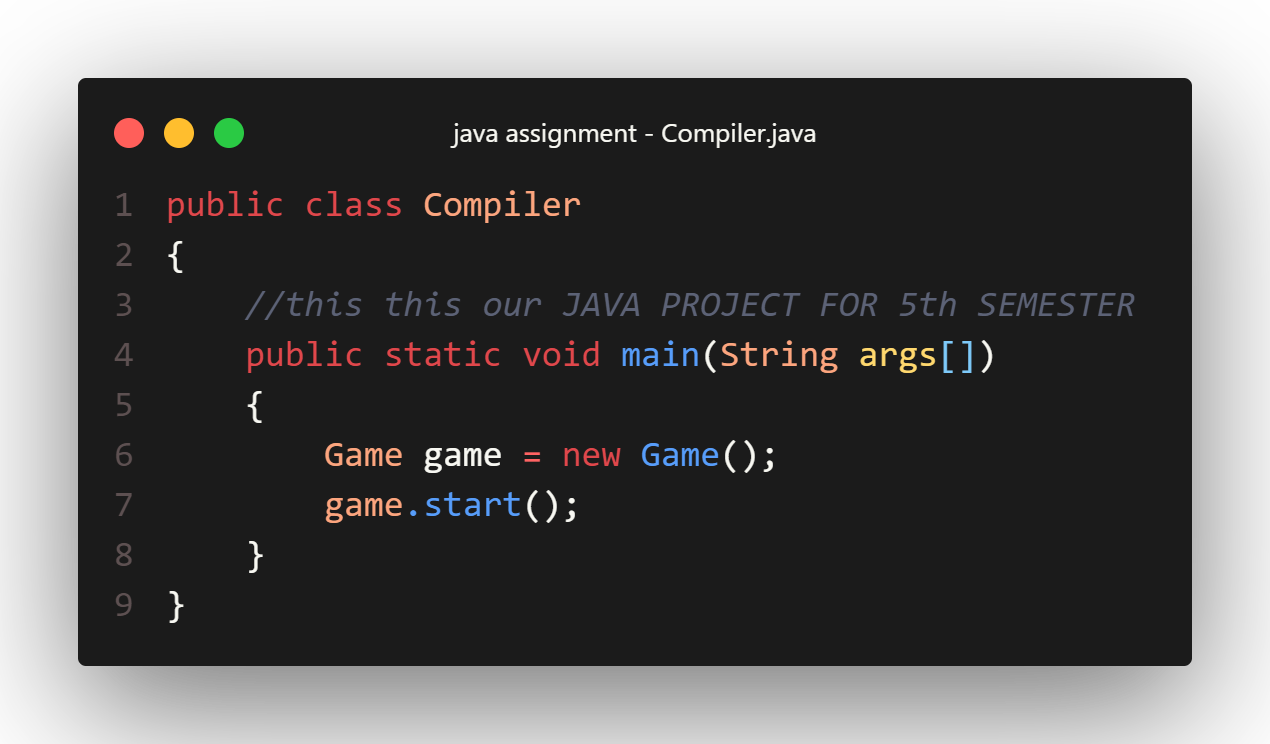 java assignment - Compiler.java
1 public class Compiler
2 {
3     //this this our JAVA PROJECT FOR 5th SEMESTER
4     public static void main(String args[])
5     {
6         Game game = new Game();
7         game.start();
8     }
9 }